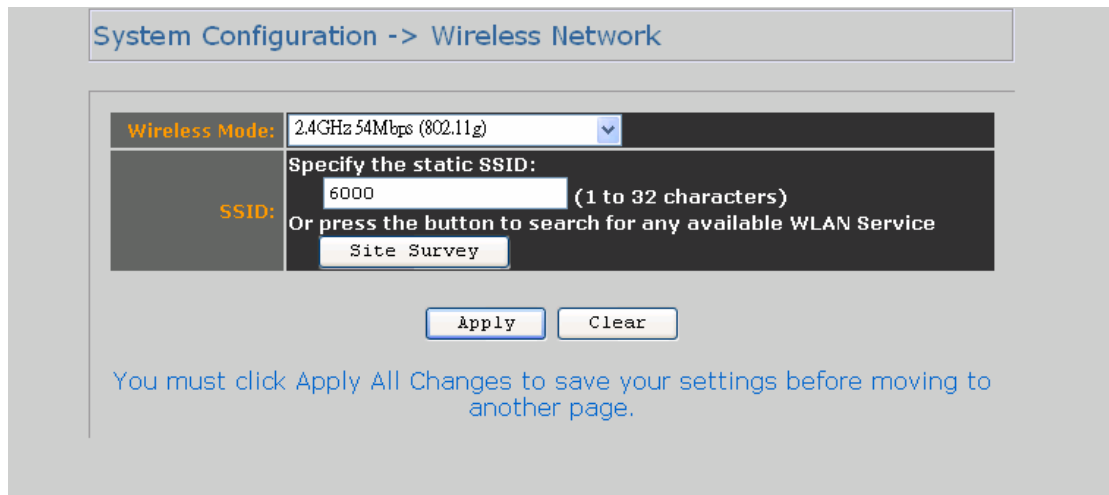 System Configuration -> Wireless Network
Wireless Mode: 2.4GHz 54Mbps (802.11g)
SSID:
Specify the static SSID:
6000 (1 to 32 characters)
Or press the button to search for any available WLAN Service
Site Survey
Apply Clear
You must click Apply All Changes to save your settings before moving to
another page.